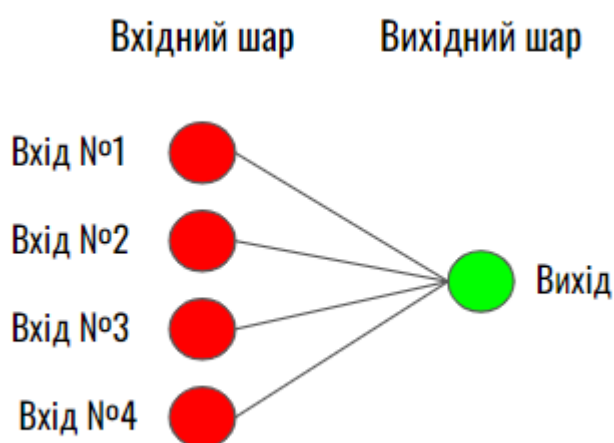 Вхідний шар
Вихідний шар
Вхід №1
Вхід №2
Вхід №3
Вихід
Вхід №4